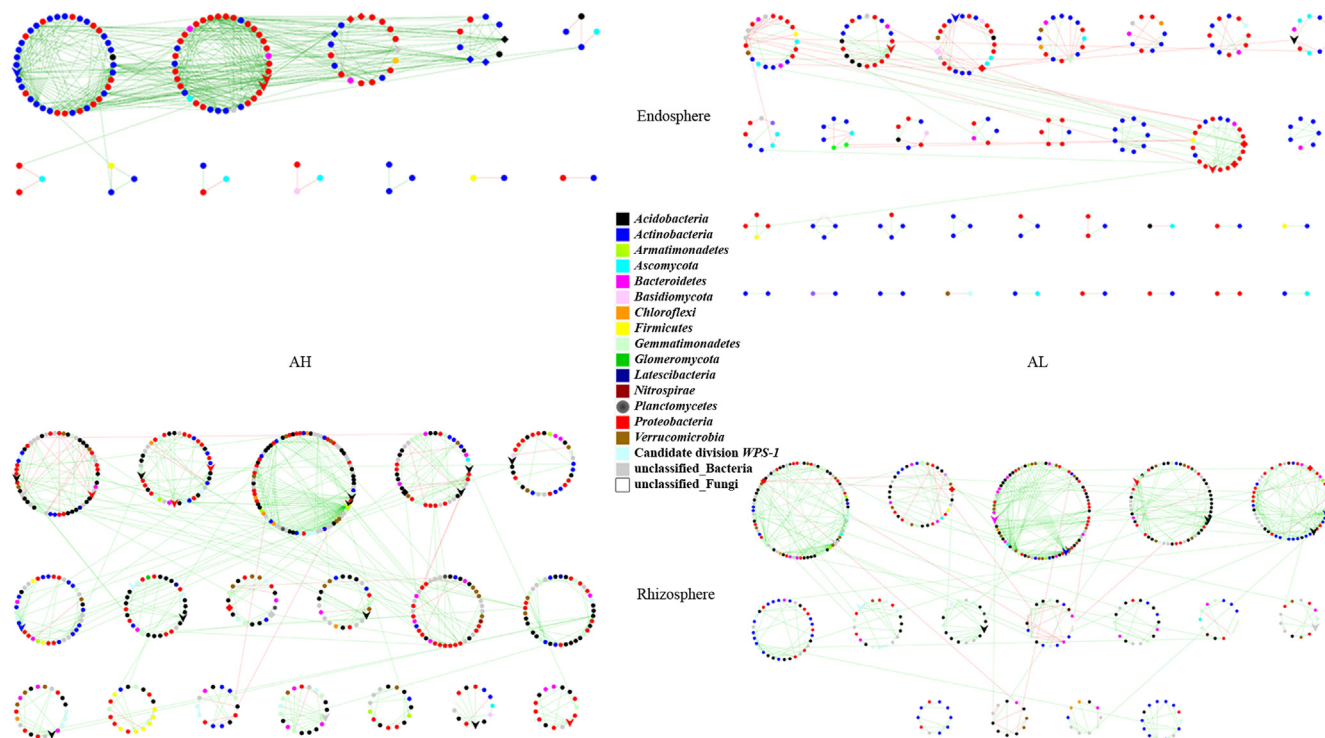 Endosphere
Acidobacteria
Actinobacteria
Armatimonadetes
Ascomycota
Bacteroidetes
Basidiomycota
Chloroflexi
Firmicutes
Gemmatimonadetes
Glomeromycota
Latescibacteria
Nitrospirae
Planctomycetes
Proteobacteria
Verrucomicrobia
Candidate division WPS-1
unclassified_Bacteria
unclassified_Fungi
AH
AL
Rhizosphere